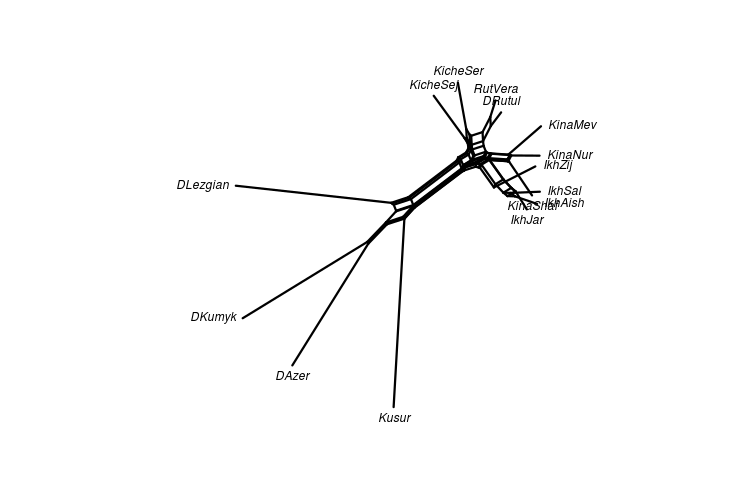 KicheSer
KicheSej
RutVera
DRutul
KinaMev
KinaNur
IkhZij
DLezgian
IkhSal
IkhAish
KinaShal
IkhJar
DKumyk
DAzer
Kusur